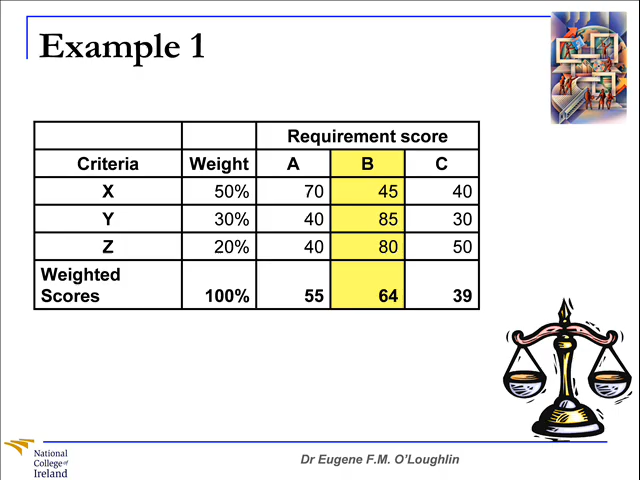 Example 1
Requirement score
Criteria Weight A B C
X 50% 70 45 40
Y 30% 40 85 30
Z 20% 40 80 50
Weighted
Scores 100% 55 64 39
National
College of
Ireland
Dr Eugene F.M. O'Loughlin